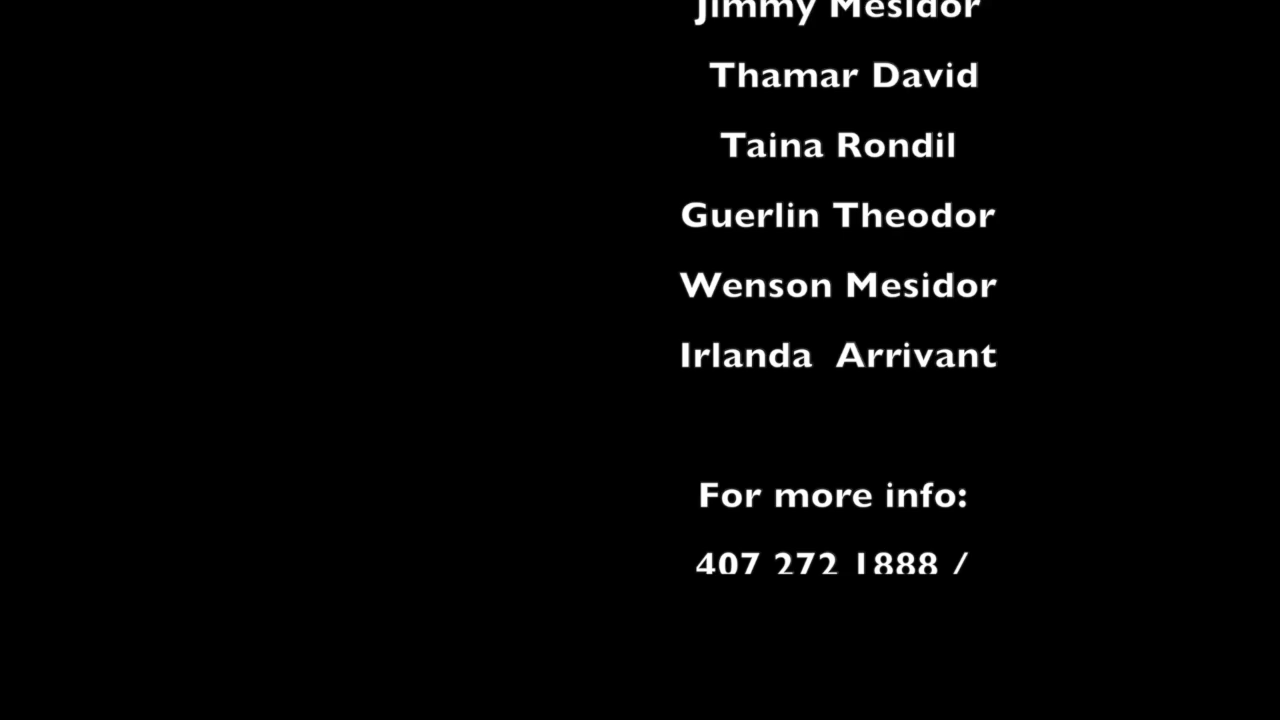 Jimmy Mesidor
Thamar David
Taina Rondil
Guerlin Theodor
Wenson Mesidor
Irlanda Arrivant
For more info:
407 272 1888 /